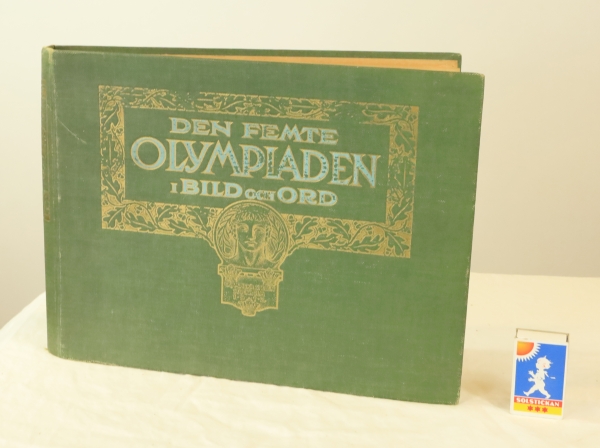 DEN FEMTE
OLYMPIADEN
I BILD OCH ORD
SOLSTICKAN